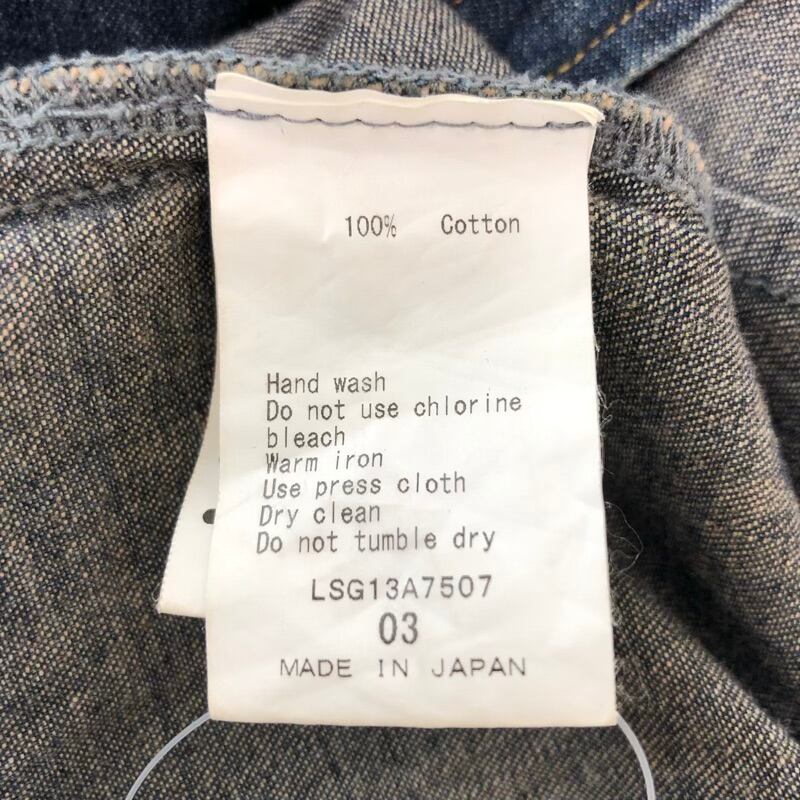 100% Cotton
Hand wash
Do not use chlorine
bleach
Warm iron
Use press cloth
Dry clean
Do not tumble dry
LSG13A7507
03
MADE IN JAPAN